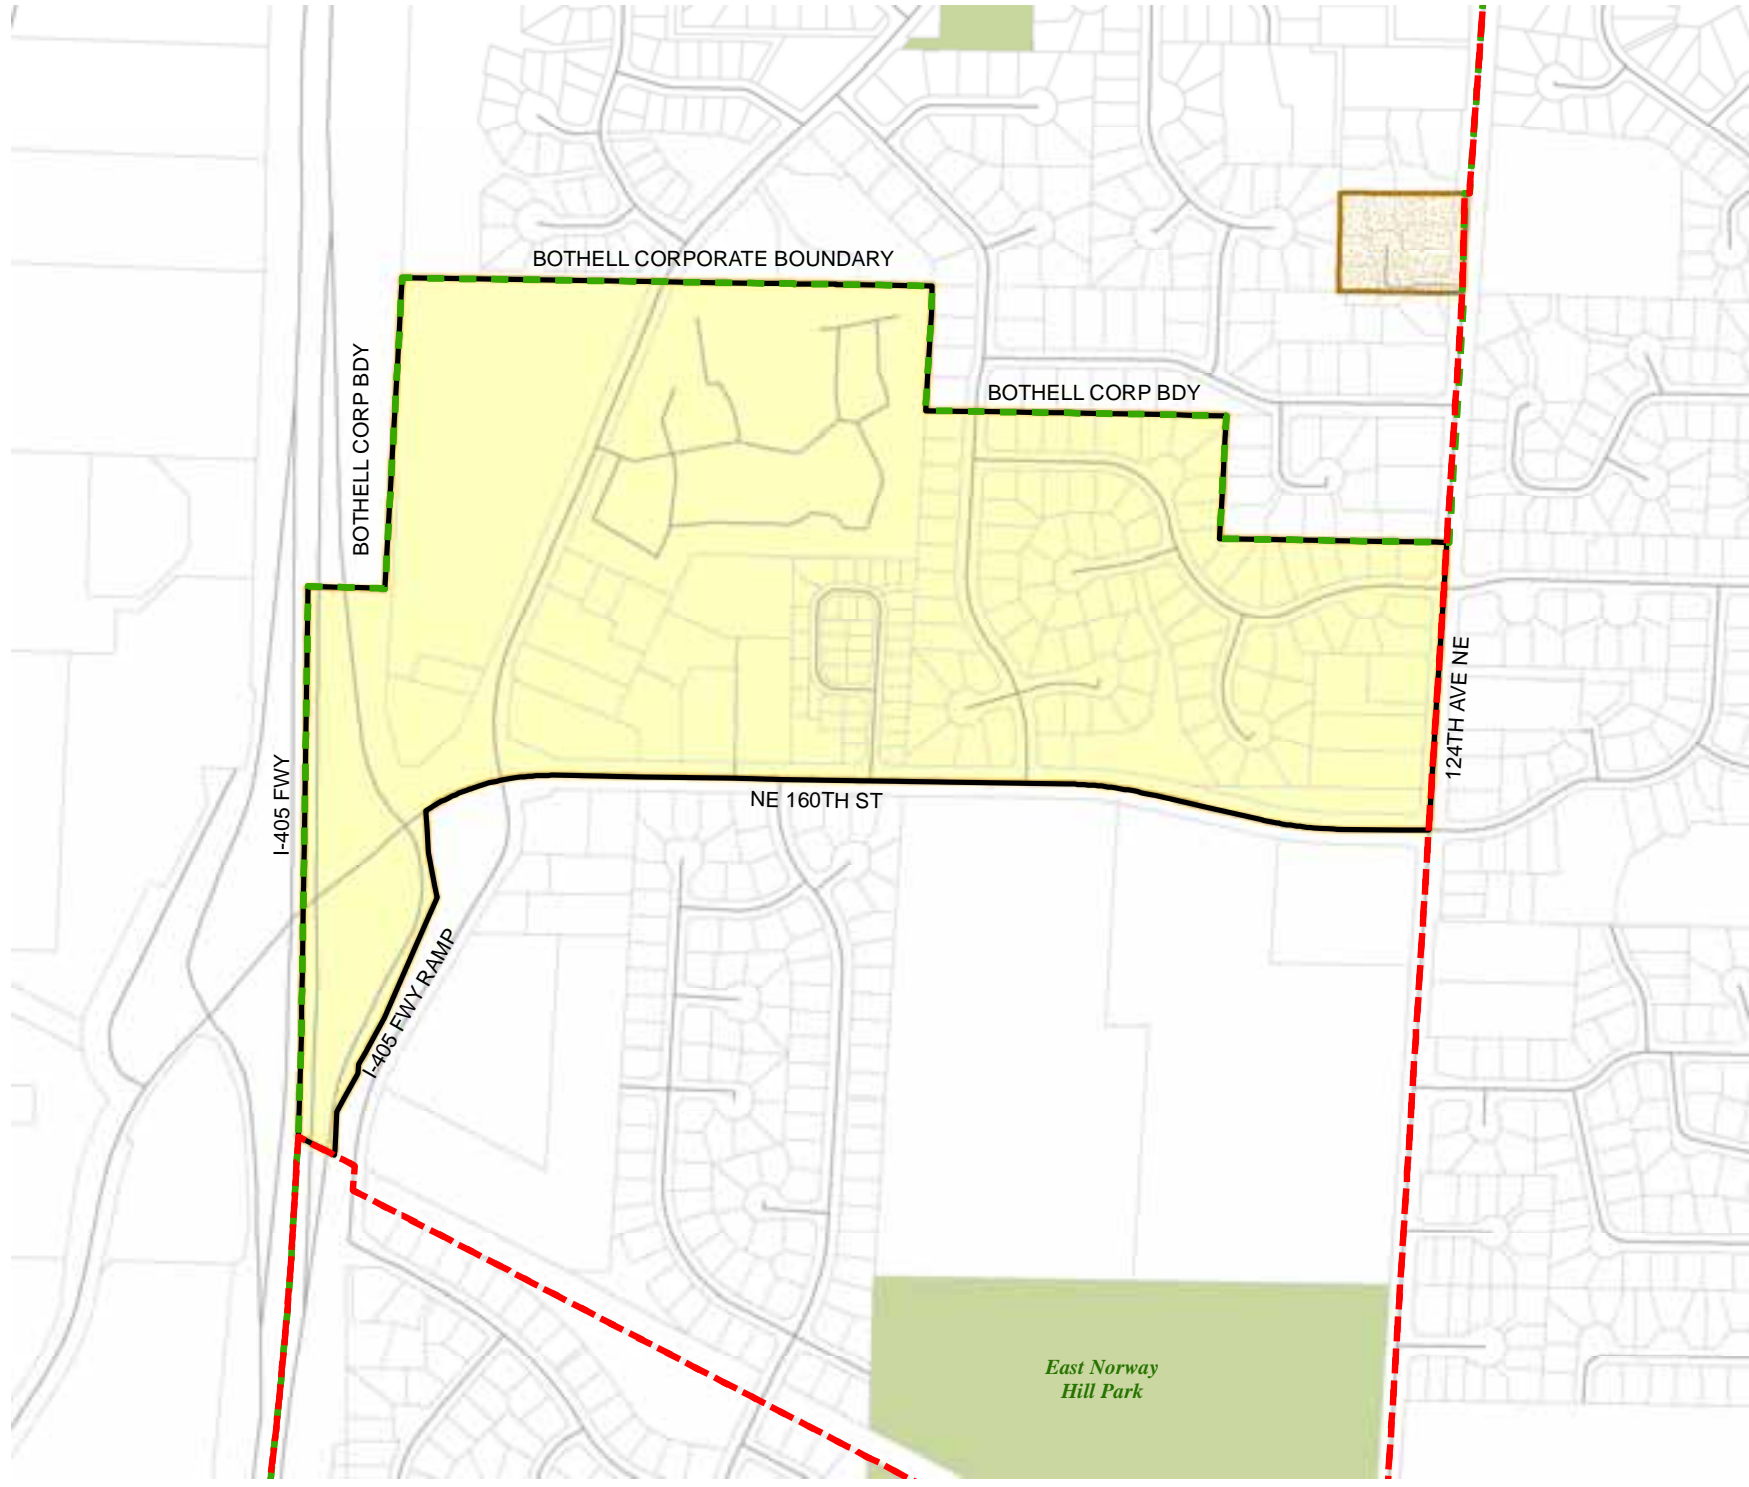 BOTHELL CORPORATE BOUNDARY
BOTHELL CORP BDY
BOTHELL CORP BDY
124TH AVE NE
I-405 FWY
NE 160TH ST
I-405 FWY RAMP
East Norway
Hill Park